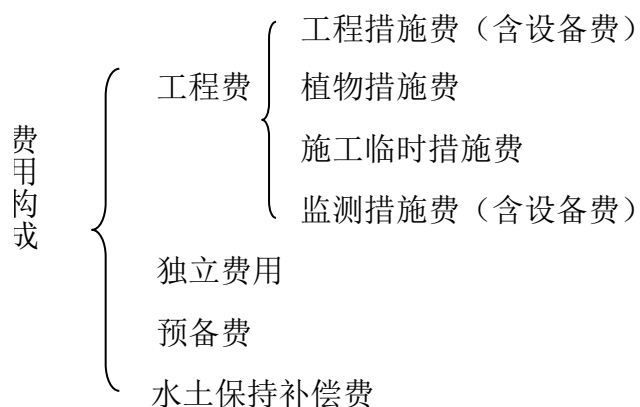 费用构成
工程费
工程措施费（含设备费）
植物措施费
施工临时措施费
监测措施费（含设备费）
独立费用
预备费
水土保持补偿费